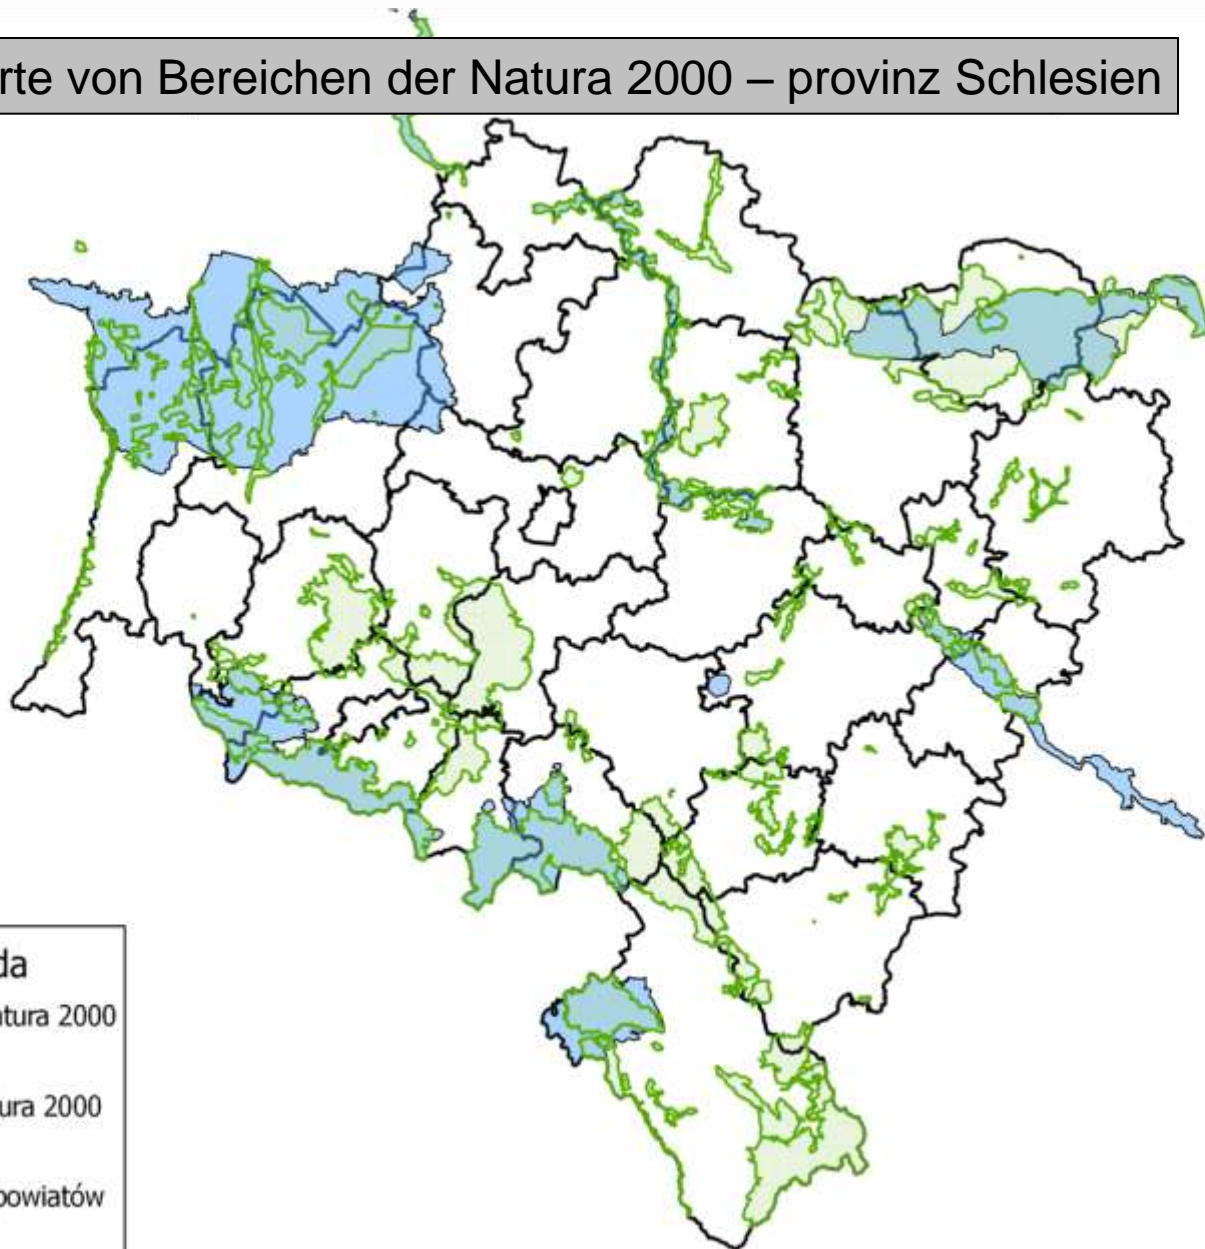 rte von Bereichen der Natura 2000 – provinz Schlesien
da
tura 2000
ura 2000
powiatów